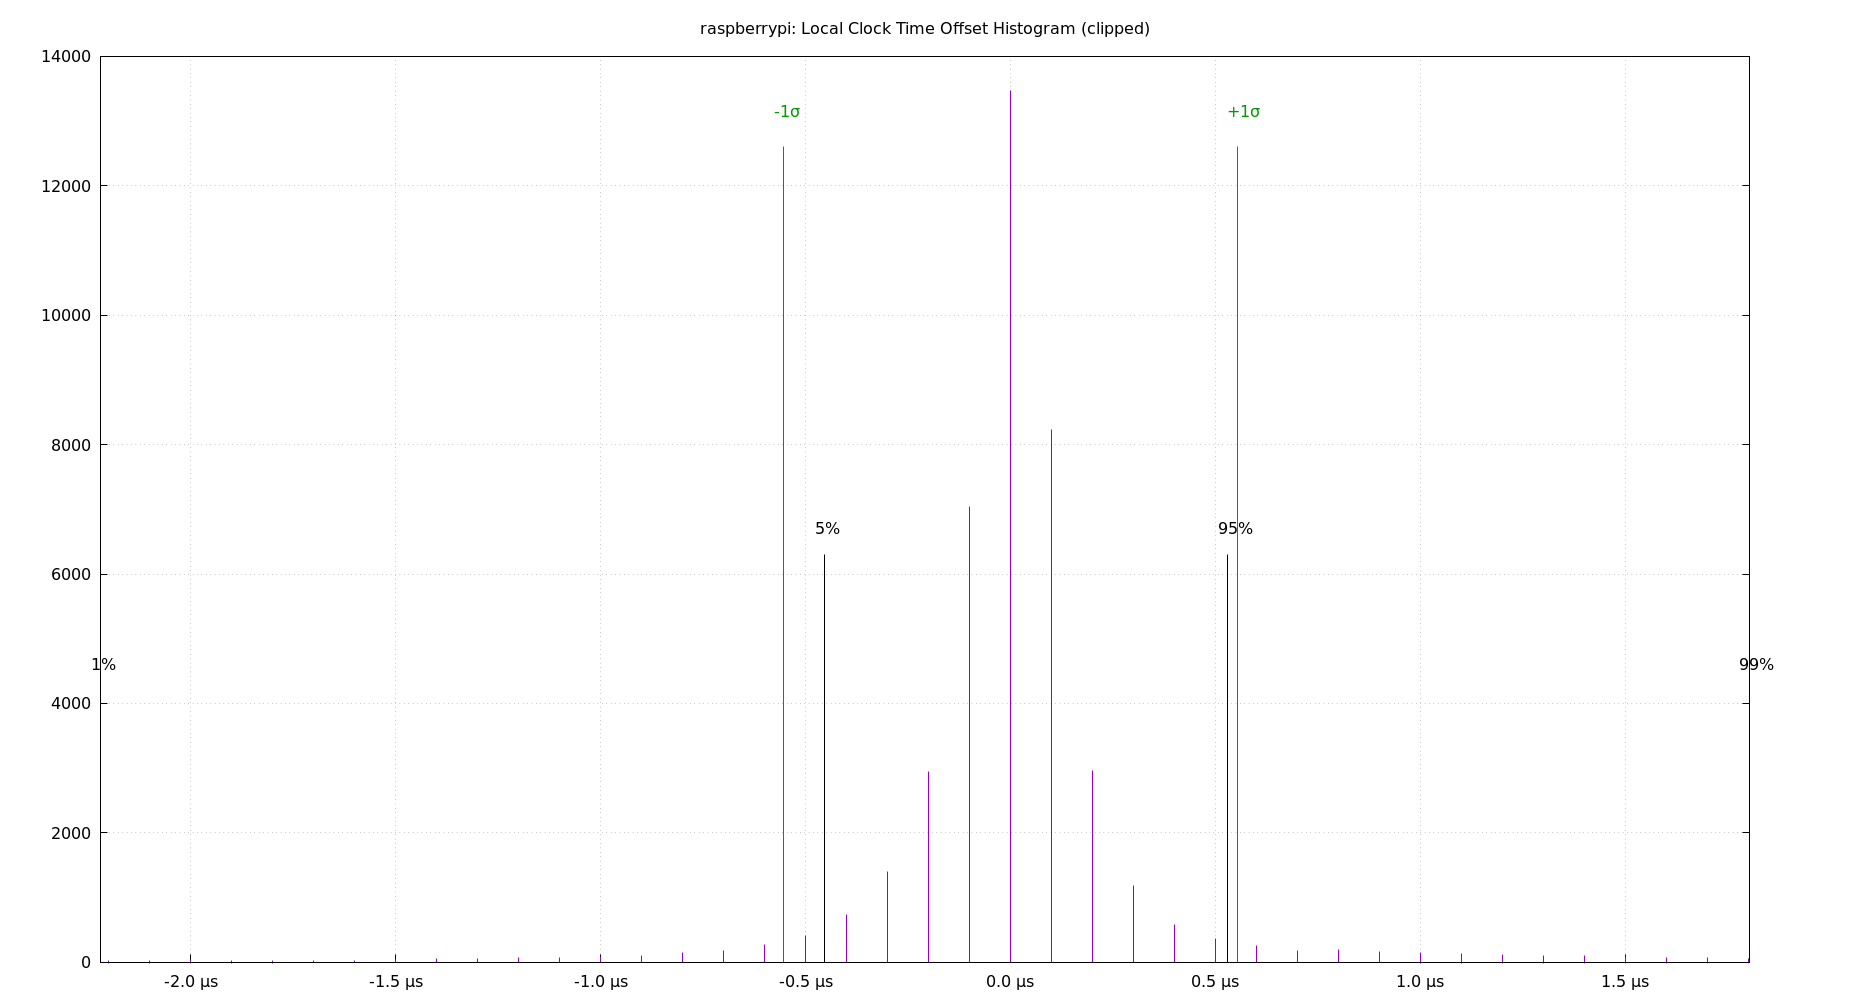 raspberrypi: Local Clock Time Offset Histogram (clipped)
14000
-1σ
+1σ
12000
10000
8000
5%
95%
6000
1%
99%
4000
2000
0
-2.0 µs
-1.5 µs
-1.0 µs
-0.5 µs
0.0 µs
0.5 µs
1.0 µs
1.5 µs